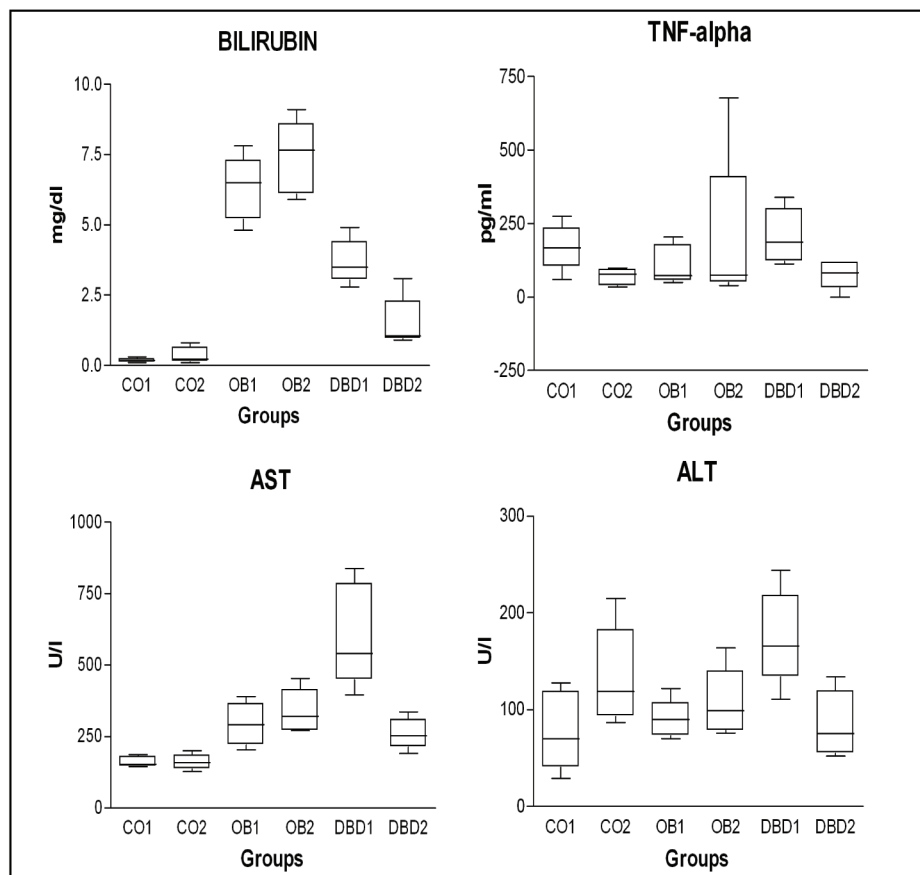 BILIRUBIN
10.0
7.5
5.0
2.5
0.0
mg/dl
CO1 CO2 OB1 OB2 DBD1 DBD2
Groups
TNF-alpha
750
500
250
0
-250
pg/ml
CO1 CO2 OB1 OB2 DBD1 DBD2
Groups
AST
1000
750
500
250
0
U/l
CO1 CO2 OB1 OB2 DBD1 DBD2
Groups
ALT
300
200
100
0
U/l
CO1 CO2 OB1 OB2 DBD1 DBD2
Groups